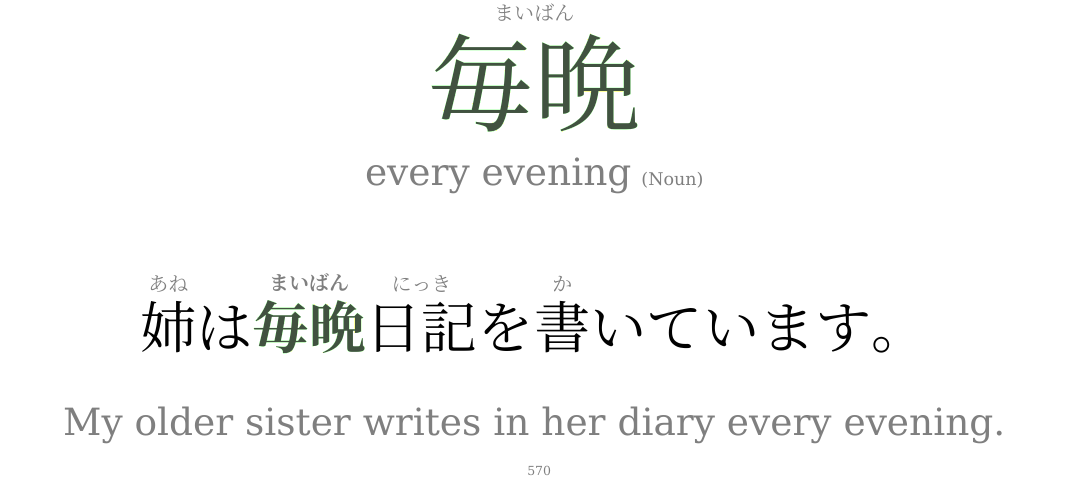 まいばん
毎晩
every evening (Noun)
あね まいばん にっき か
姉は毎晩日記を書いています。
My older sister writes in her diary every evening.
570